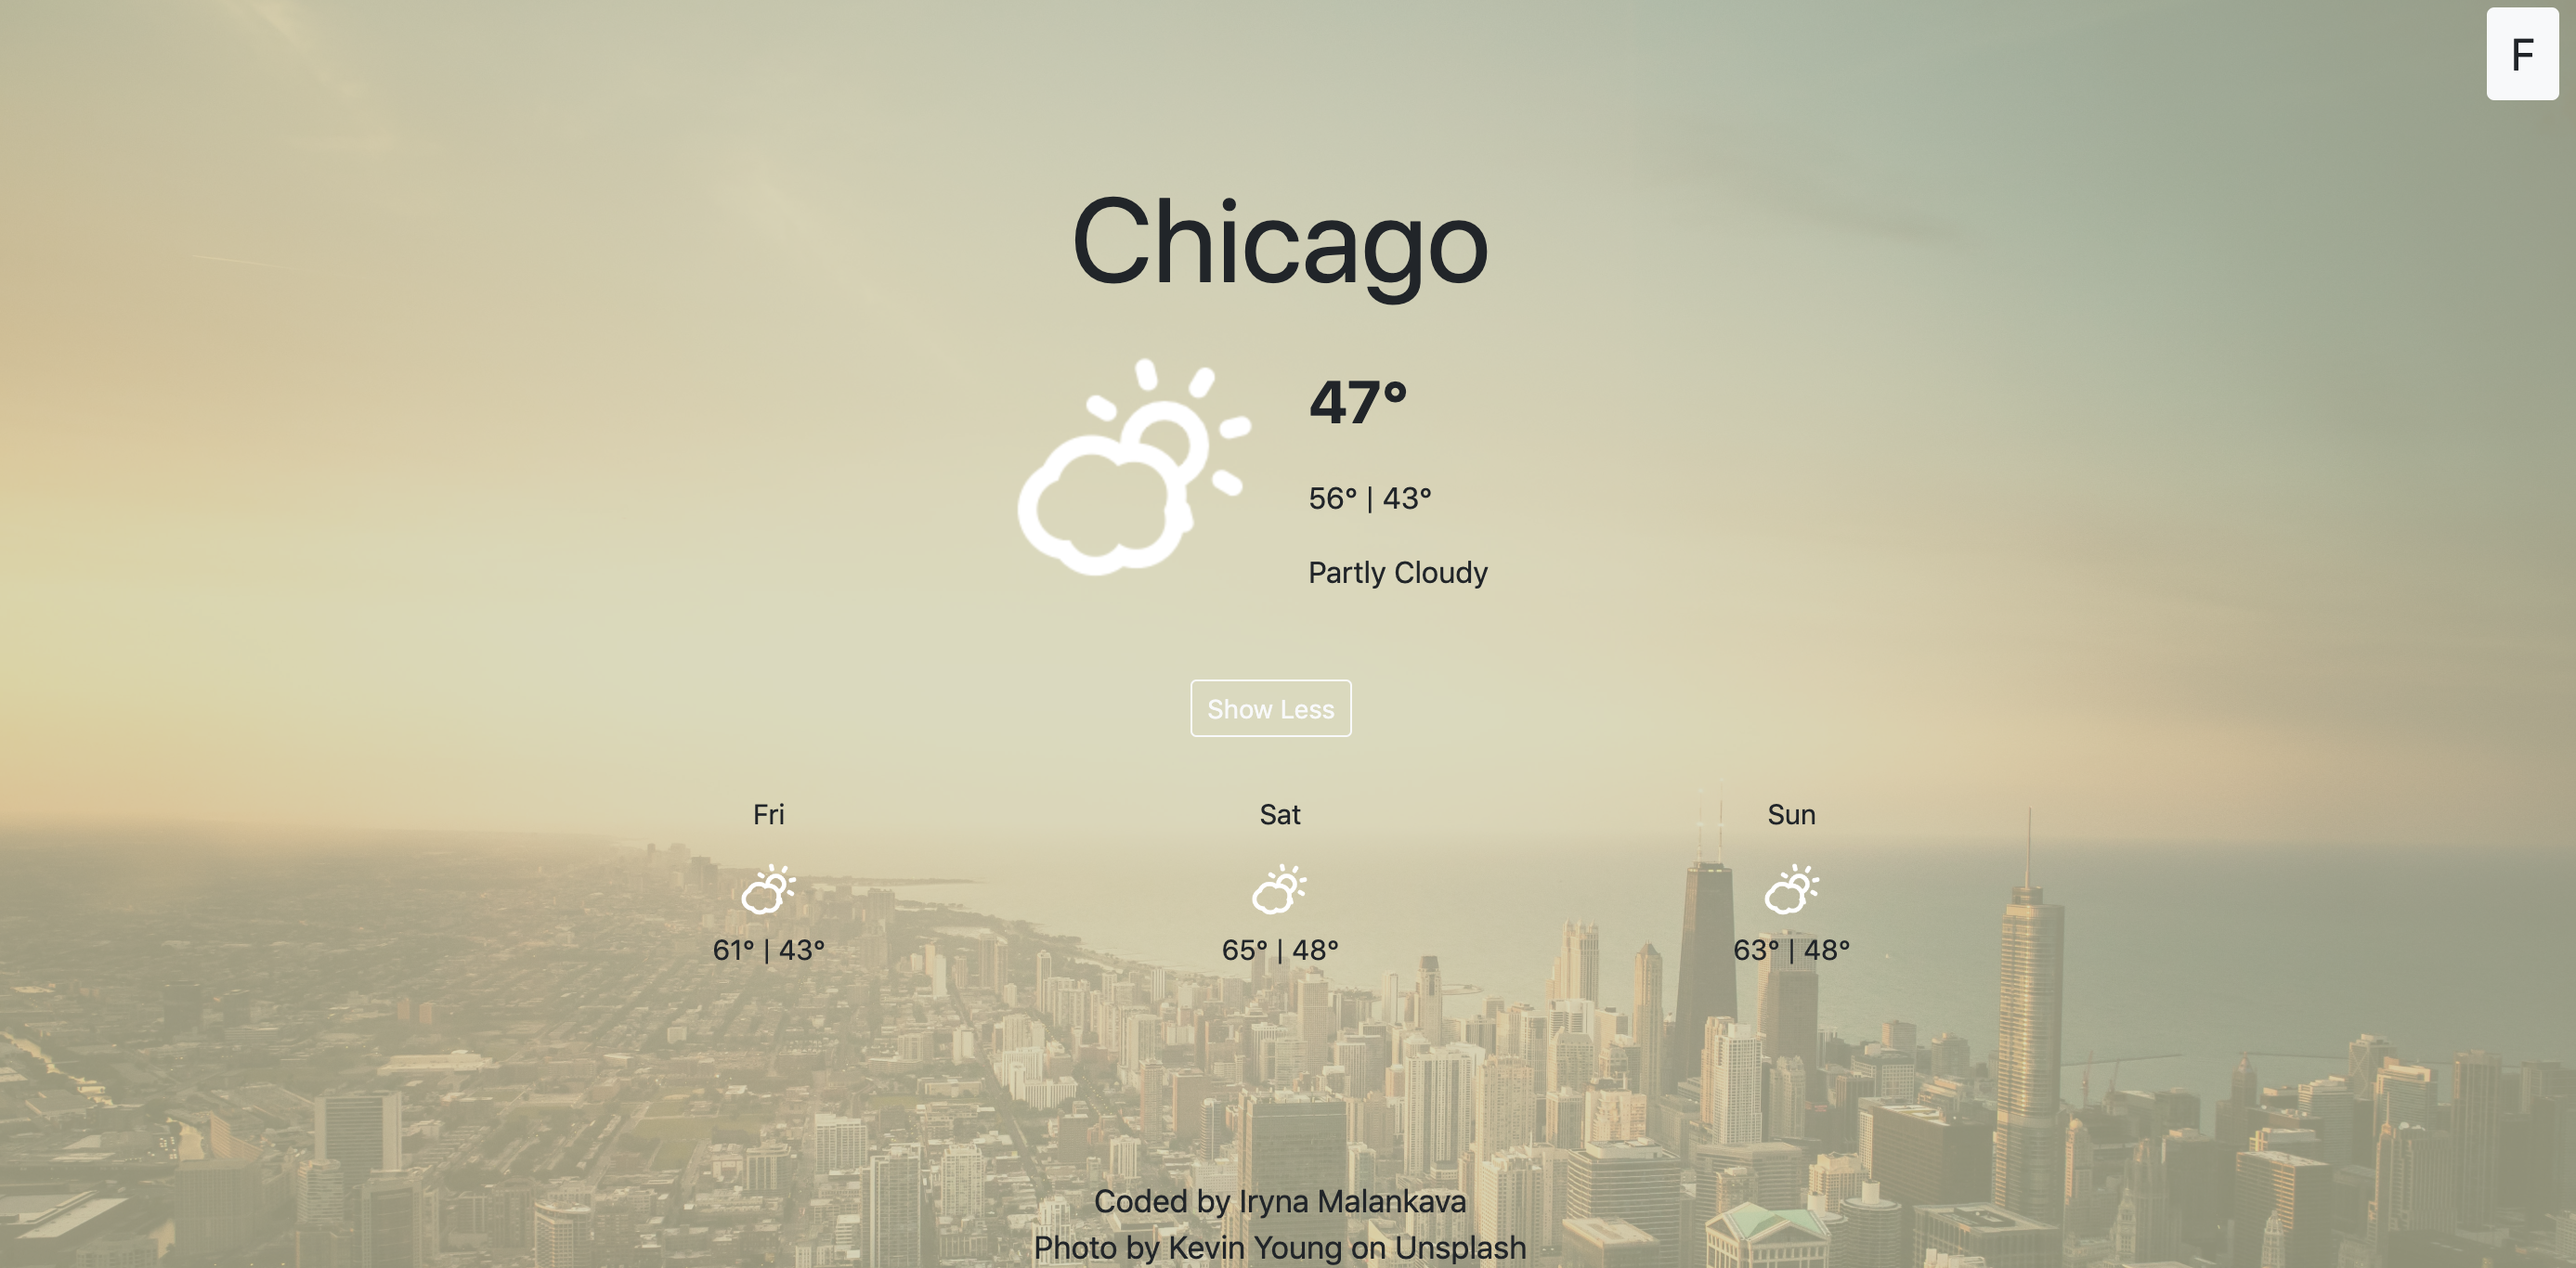 F
Chicago
47°
56° | 43°
Partly Cloudy
Show Less
Fri
Sat
Sun
61° | 43°
65° | 48°
63° | 48°
Coded by Iryna Malankava
Photo by Kevin Young on Unsplash